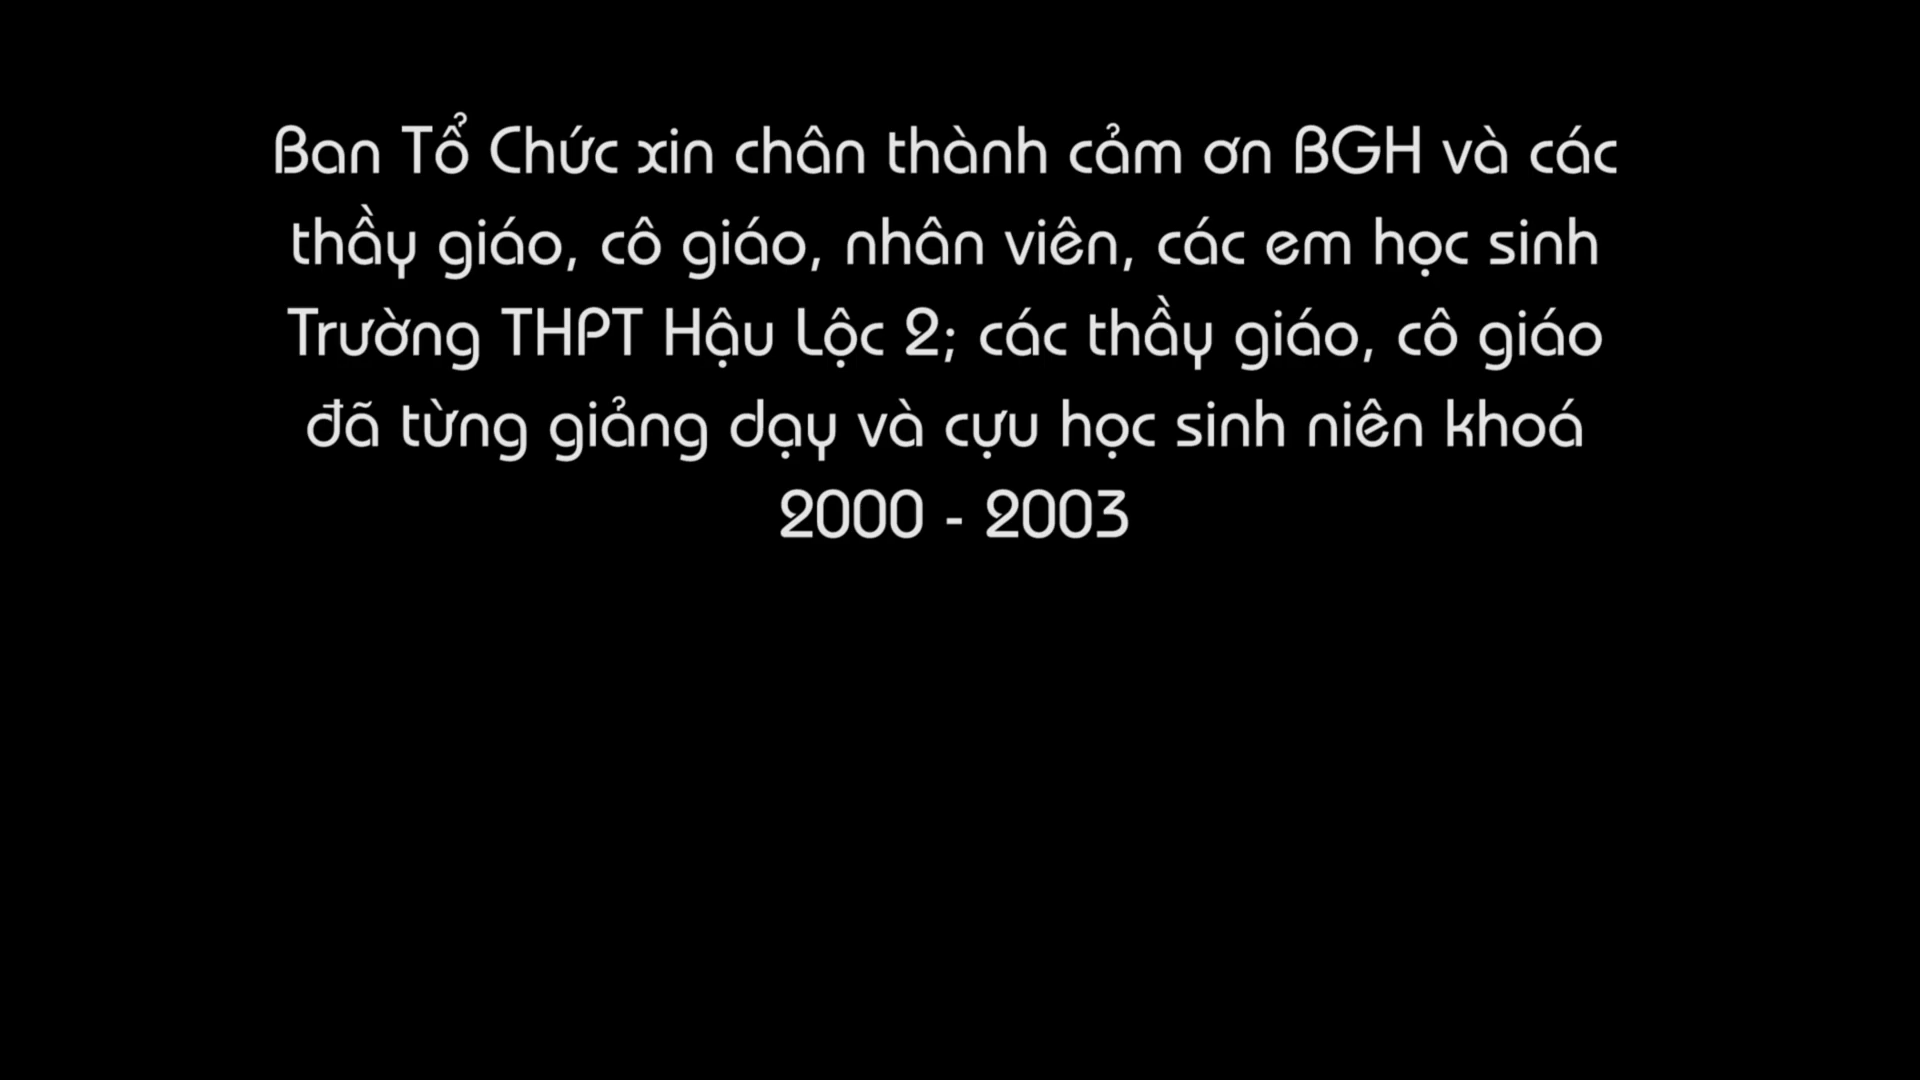 Ban Tổ Chức xin chân thành cảm ơn BGH và các
thầy giáo, cô giáo, nhân viên, các em học sinh
Trường THPT Hậu Lộc 2; các thầy giáo, cô giáo
đã từng giảng dạy và cựu học sinh niên khoá
2000 - 2003